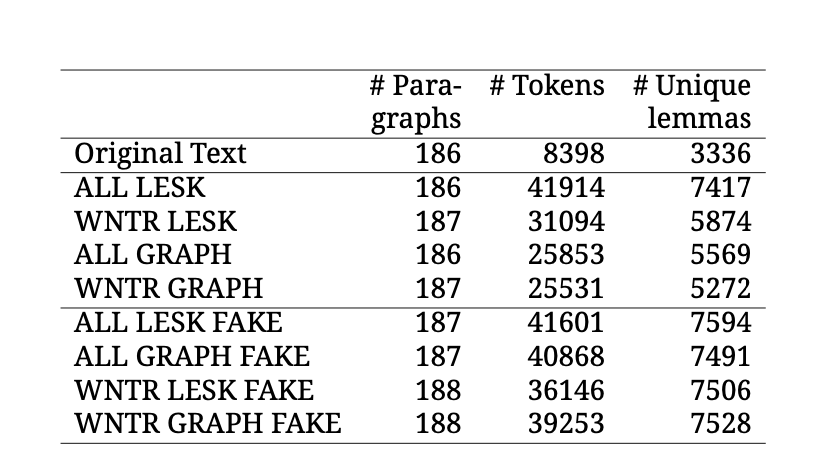 # Para- # Tokens # Unique
graphs lemmas
Original Text 186 8398 3336
ALL LESK 186 41914 7417
WNTR LESK 187 31094 5874
ALL GRAPH 186 25853 5569
WNTR GRAPH 187 25531 5272
ALL LESK FAKE 187 41601 7594
ALL GRAPH FAKE 187 40868 7491
WNTR LESK FAKE 188 36146 7506
WNTR GRAPH FAKE 188 39253 7528